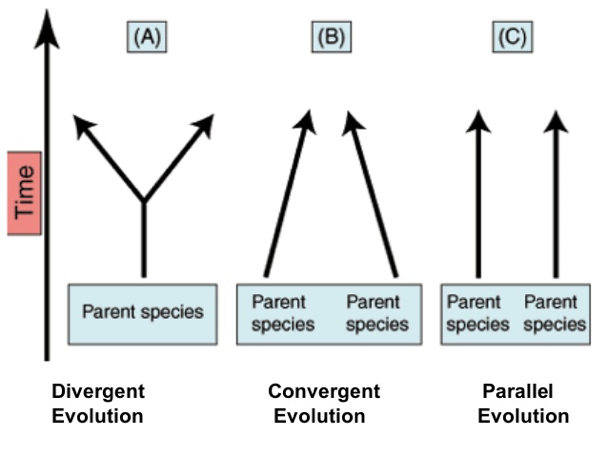 (A)
(B)
(C)
Time
Parent species
Parent
species
Parent
species
Parent
species
Parent
species
Divergent
Evolution
Convergent
Evolution
Parallel
Evolution